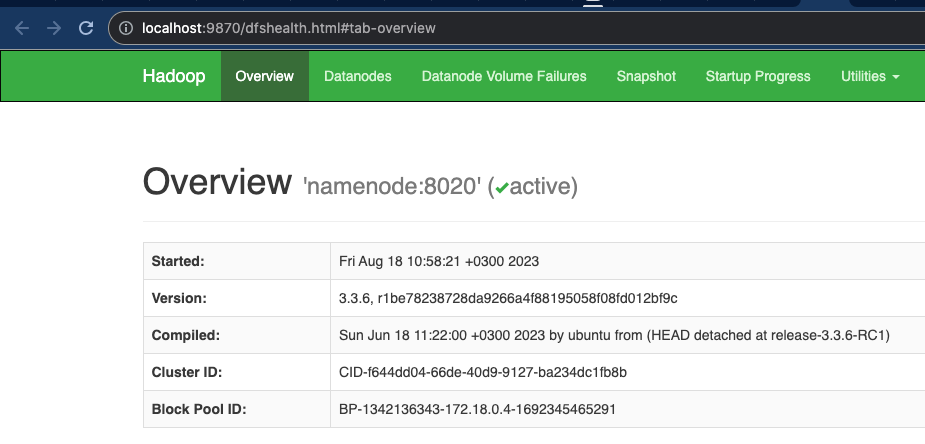 localhost:9870/dfshealth.html#tab-overview
Hadoop Overview Datanodes Datanode Volume Failures Snapshot Startup Progress Utilities
Overview 'namenode:8020' (✔active)
Started: Fri Aug 18 10:58:21 +0300 2023
Version: 3.3.6, r1be78238728da9266a4f88195058f08fd012bf9c
Compiled: Sun Jun 18 11:22:00 +0300 2023 by ubuntu from (HEAD detached at release-3.3.6-RC1)
Cluster ID: CID-f644dd04-66de-40d9-9127-ba234dc1fb8b
Block Pool ID: BP-1342136343-172.18.0.4-1692345465291